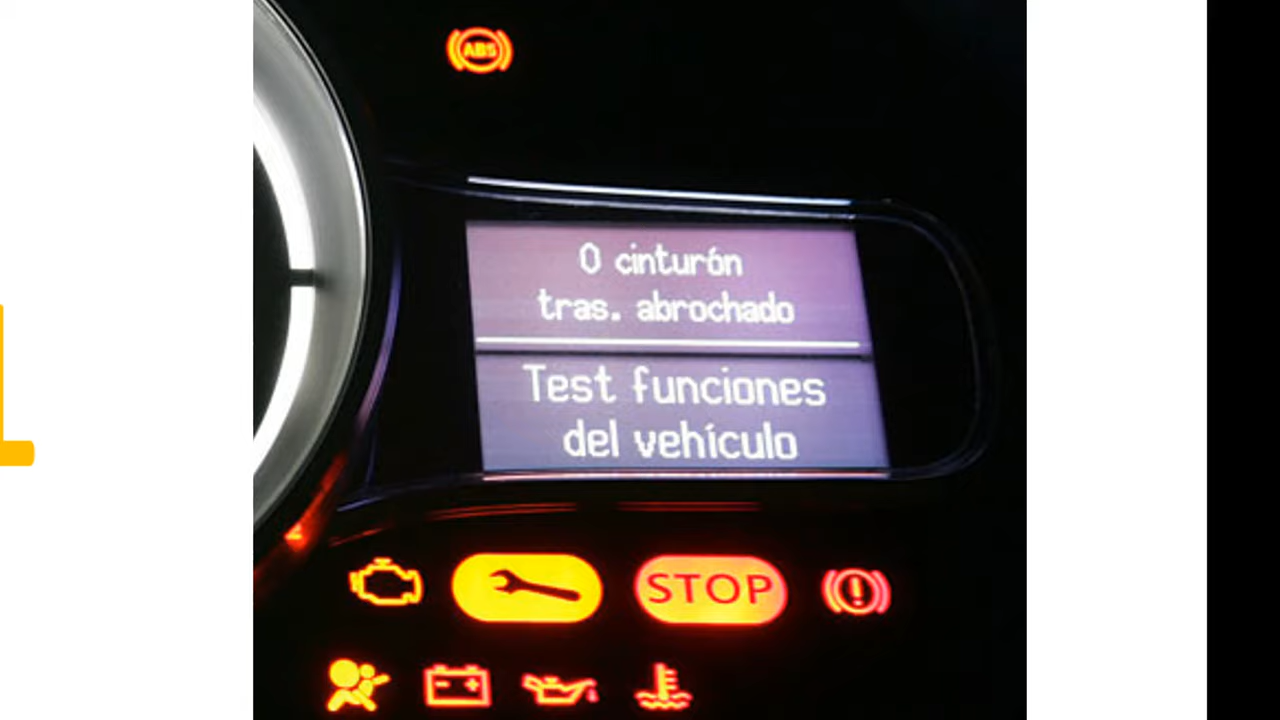 ABS
0 cinturón
tras. abrochado
Test funciones
del vehículo
STOP